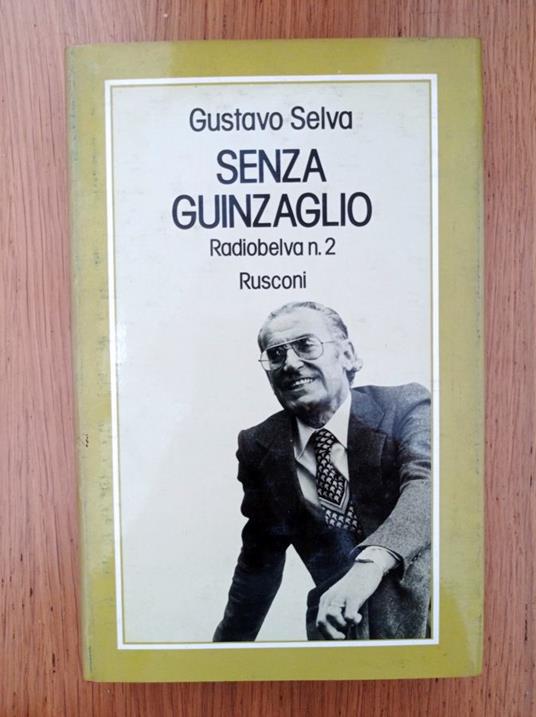 Gustavo Selva
SENZA
GUINZAGLIO
Radiobelva n. 2
Rusconi